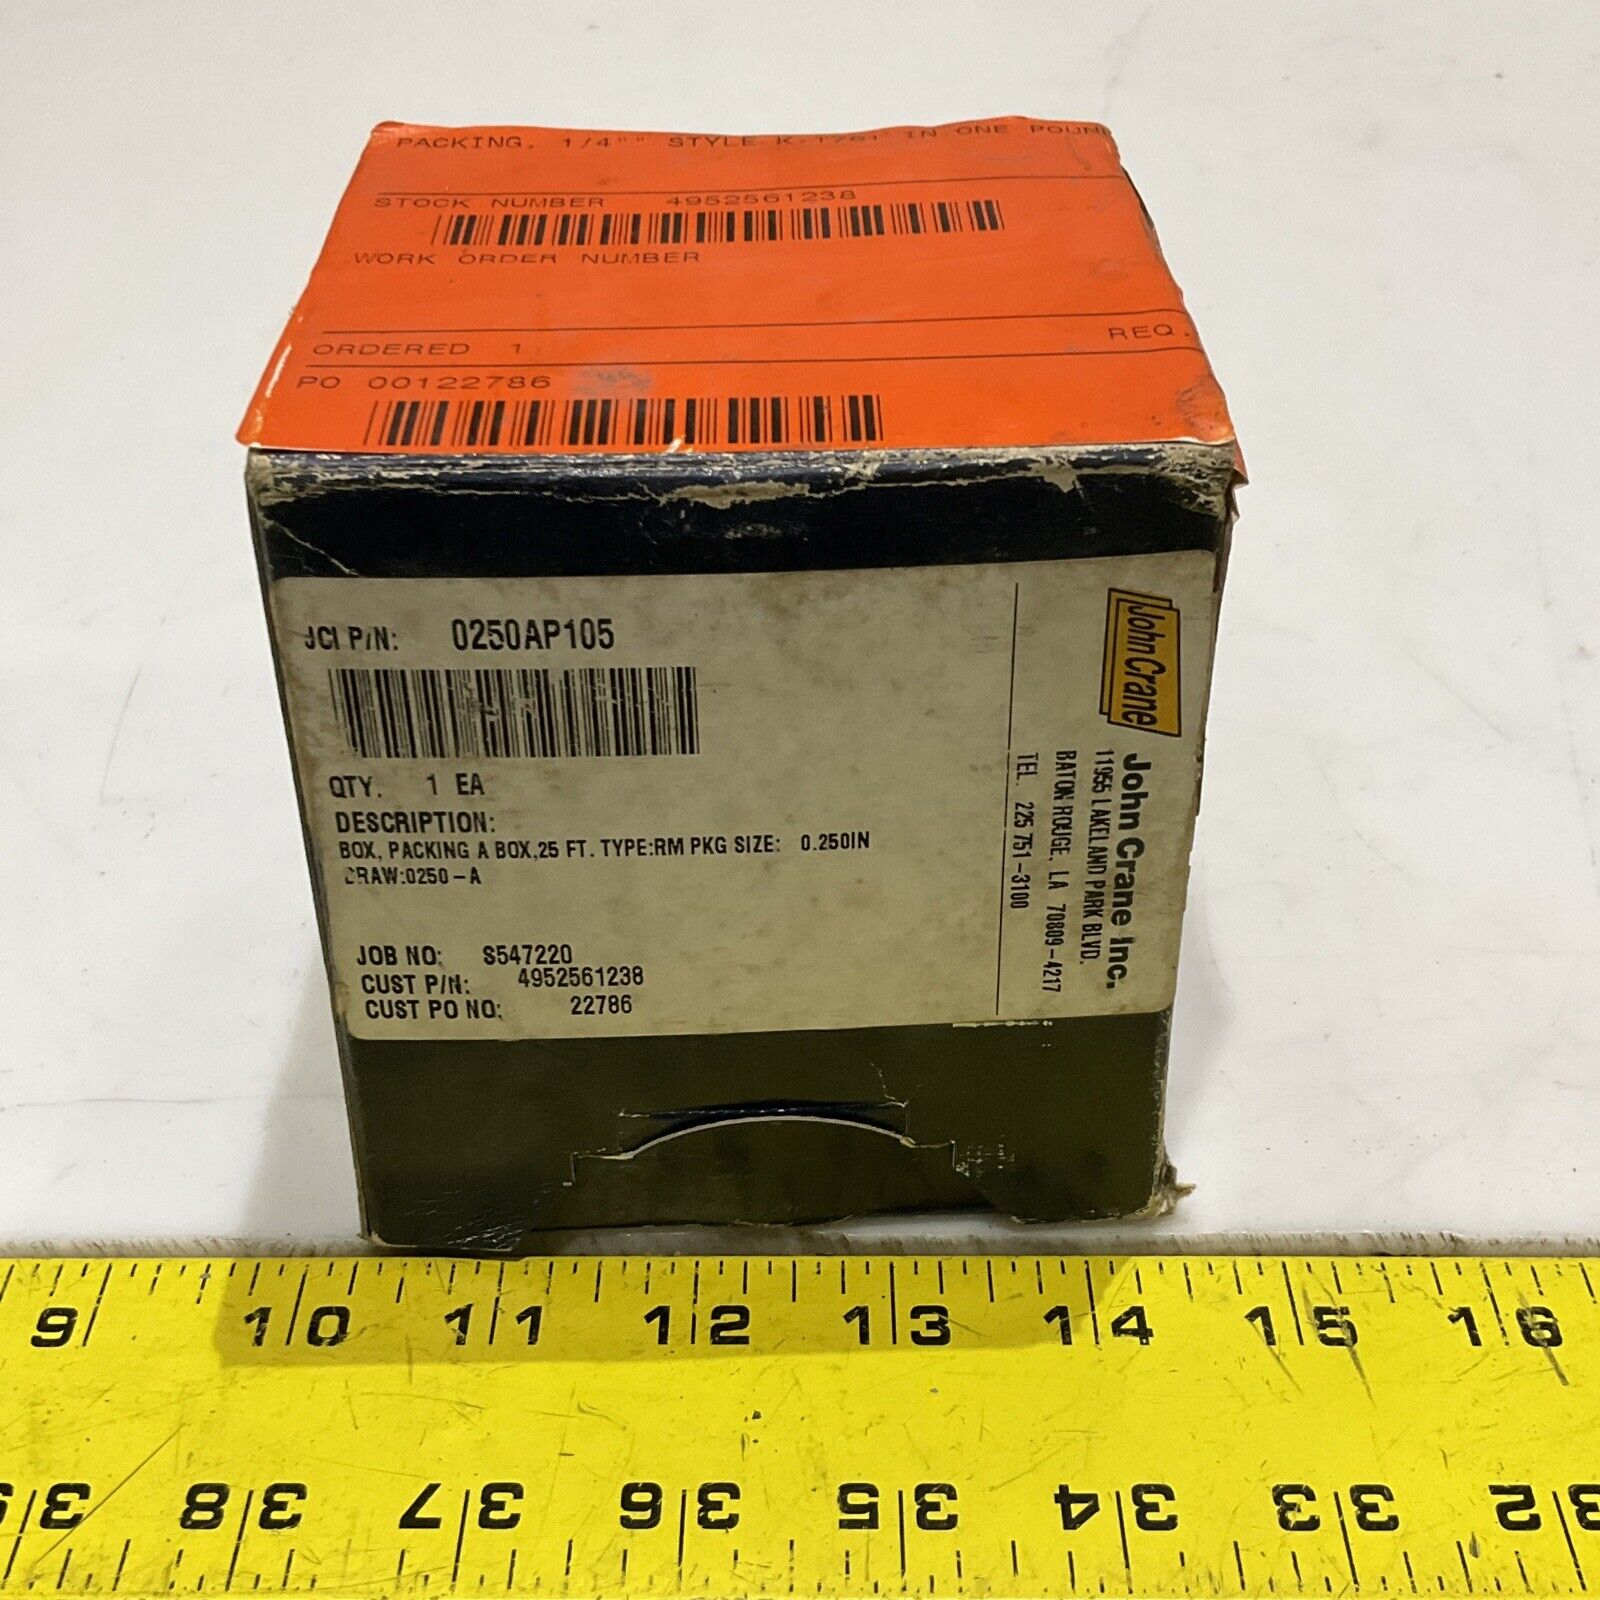 PACKING, 1/4"" STYLE K-1761 IN ONE POUND
STOCK NUMBER 4952561238
WORK ORDER NUMBER
ORDERED 1
REQ.
PO 00122786
JCI P/N: 0250AP105
QTY. 1 EA
DESCRIPTION:
BOX, PACKING A BOX,25 FT. TYPE:RM PKG SIZE: 0.250IN
DRAW:0250-A
JOB NO: S547220
CUST P/N: 4952561238
CUST PO NO: 22786
John Crane
John Crane Inc.
11955 LAKELAND PARK BLVD.
BATON ROUGE, LA 70809-4217
TEL. 225 751-3100
9 10 11 12 13 14 15 16
39 38 37 36 35 34 33 32